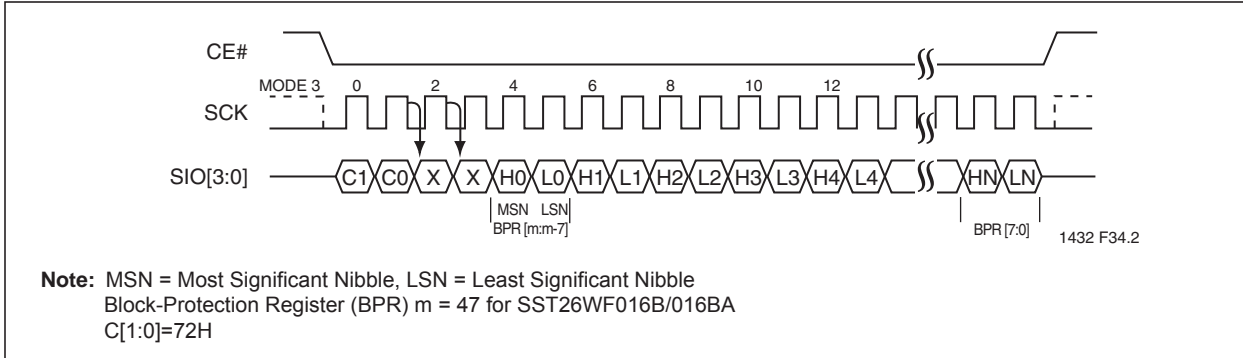 CE#
MODE 3 0 2 4 6 8 10 12
SCK
SIO[3:0] C1 C0 X X H0 L0 H1 L1 H2 L2 H3 L3 H4 L4 HN LN
MSN LSN
BPR [m:m-7] BPR [7:0]
1432 F34.2
Note: MSN = Most Significant Nibble, LSN = Least Significant Nibble
Block-Protection Register (BPR) m = 47 for SST26WF016B/016BA
C[1:0]=72H